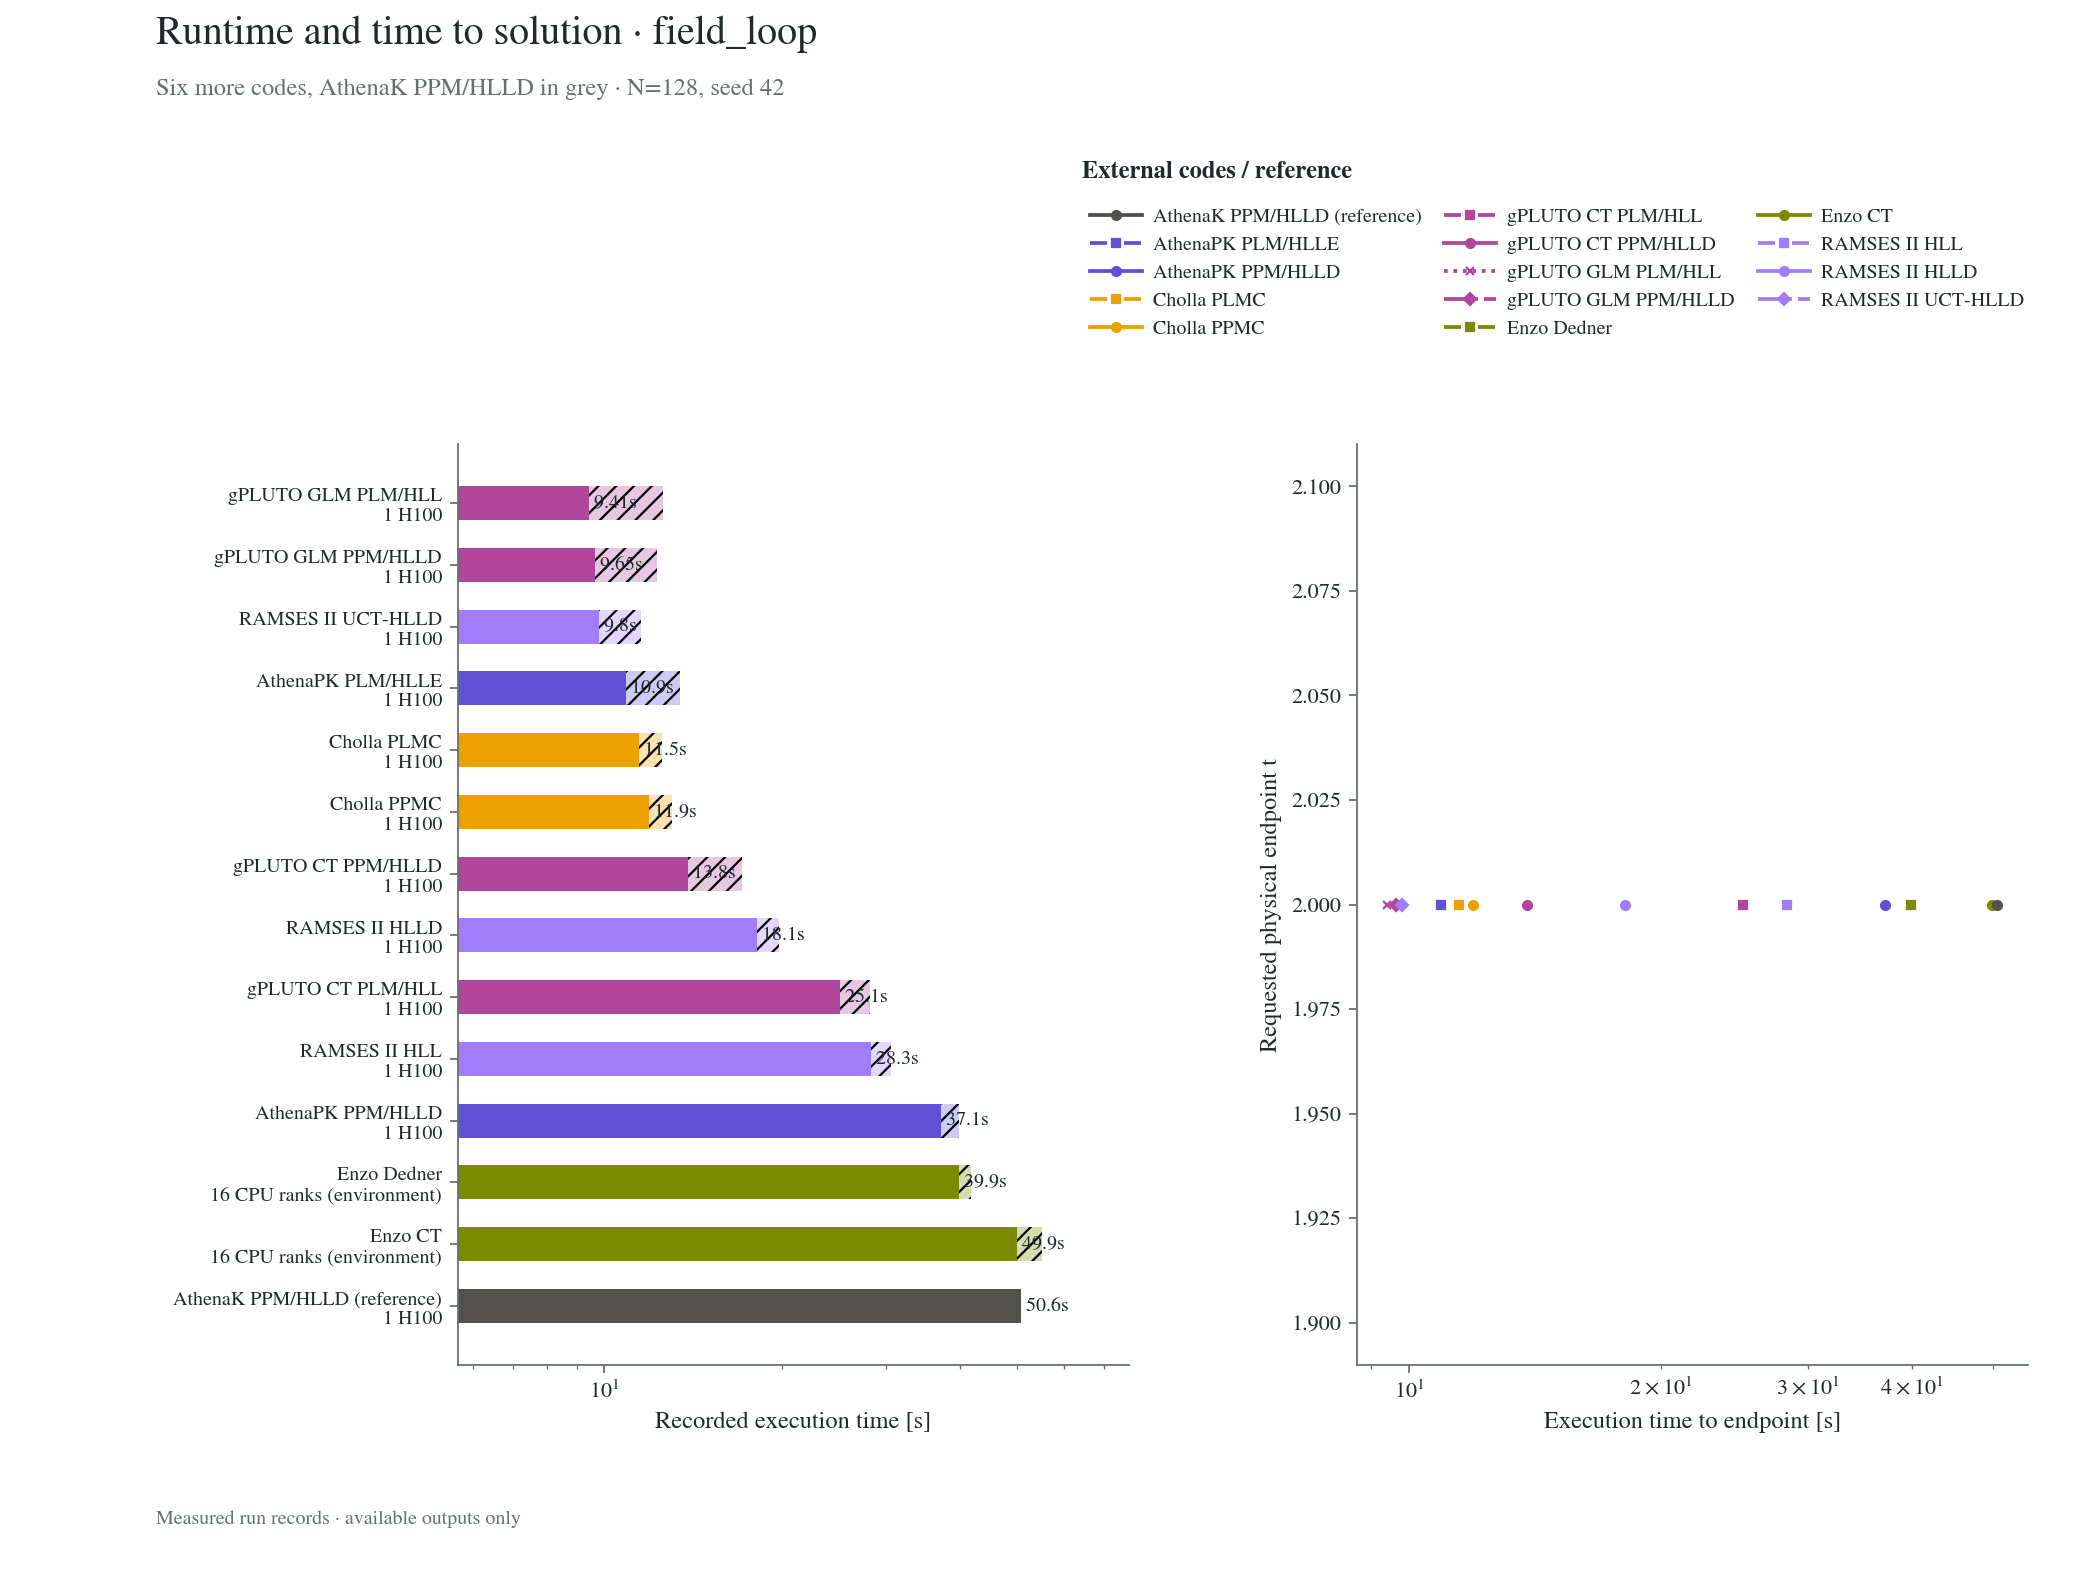 Runtime and time to solution · field_loop
Six more codes, AthenaK PPM/HLLD in grey · N=128, seed 42
External codes / reference
AthenaK PPM/HLLD (reference)
AthenaPK PLM/HLLE
AthenaPK PPM/HLLD
Cholla PLMC
Cholla PPMC
gPLUTO CT PLM/HLL
gPLUTO CT PPM/HLLD
gPLUTO GLM PLM/HLL
gPLUTO GLM PPM/HLLD
Enzo Dedner
Enzo CT
RAMSES II HLL
RAMSES II HLLD
RAMSES II UCT-HLLD
gPLUTO GLM PLM/HLL
1 H100
9.41s
gPLUTO GLM PPM/HLLD
1 H100
9.65s
RAMSES II UCT-HLLD
1 H100
9.8s
AthenaPK PLM/HLLE
1 H100
10.9s
Cholla PLMC
1 H100
11.5s
Cholla PPMC
1 H100
11.9s
gPLUTO CT PPM/HLLD
1 H100
13.8s
RAMSES II HLLD
1 H100
18.1s
gPLUTO CT PLM/HLL
1 H100
25.1s
RAMSES II HLL
1 H100
28.3s
AthenaPK PPM/HLLD
1 H100
37.1s
Enzo Dedner
16 CPU ranks (environment)
39.9s
Enzo CT
16 CPU ranks (environment)
49.9s
AthenaK PPM/HLLD (reference)
1 H100
50.6s
10¹
Recorded execution time [s]
Requested physical endpoint t
2.100
2.075
2.050
2.025
2.000
1.975
1.950
1.925
1.900
10¹
2 × 10¹
3 × 10¹
4 × 10¹
Execution time to endpoint [s]
Measured run records · available outputs only